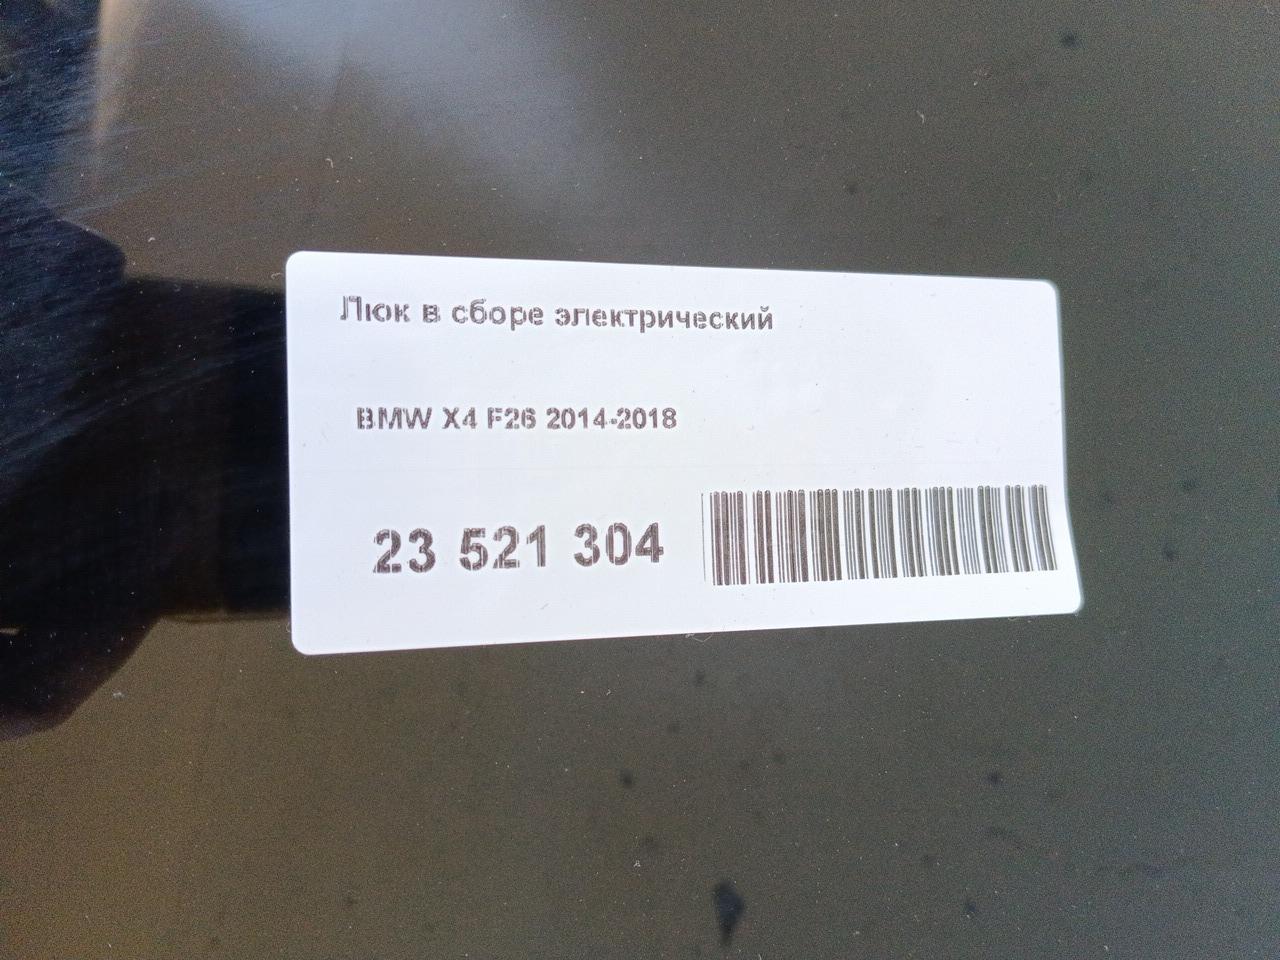 Люк в сборе электрический
BMW X4 F26 2014-2018
23 521 304